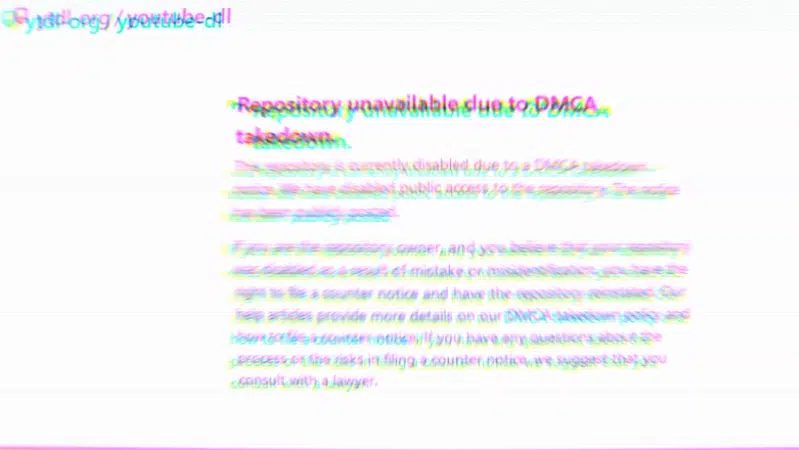 ytdl-org / youtube-dl
Repository unavailable due to DMCA
takedown.
The repository is currently disabled due to a DMCA takedown
notice. We have disabled public access to the repository. The notice
has been publicly posted.
If you are the repository owner, and you believe that your repository
was disabled as a result of mistake or misidentification, you have the
right to file a counter notice and have the repository reinstated. Our
help articles provide more details on our DMCA takedown policy and
how to file a counter notice. If you have any questions about the
process or the risks in filing a counter notice, we suggest that you
consult with a lawyer.